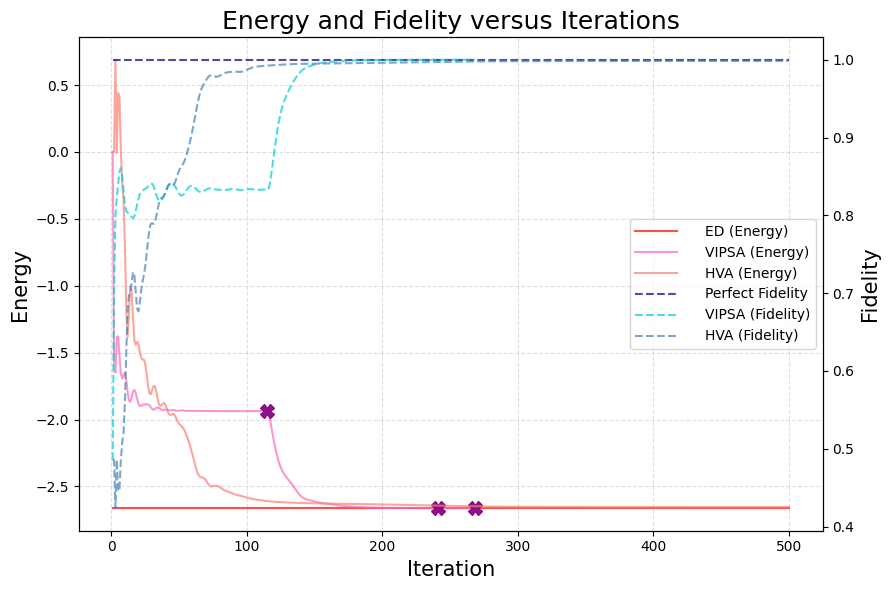 Energy and Fidelity versus Iterations
Energy
0.5
0.0
−0.5
−1.0
−1.5
−2.0
−2.5
ED (Energy)
VIPSA (Energy)
HVA (Energy)
Perfect Fidelity
VIPSA (Fidelity)
HVA (Fidelity)
1.0
0.9
0.8
0.7
0.6
0.5
0.4
Fidelity
0 100 200 300 400 500
Iteration